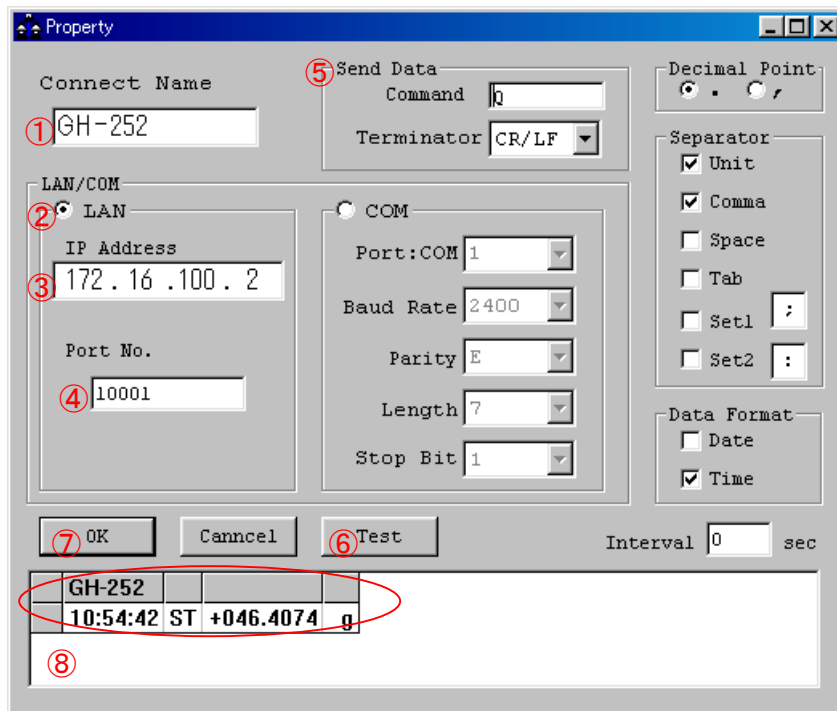 Property
Connect Name
① GH-252
⑤ Send Data
Command Q
Terminator CR/LF
Decimal Point
. ,
Separator
Unit
Comma
Space
Tab
Set1 ;
Set2 :
LAN/COM
② LAN
IP Address
③ 172 . 16 .100 . 2
Port No.
④ 10001
COM
Port:COM 1
Baud Rate 2400
Parity E
Length 7
Stop Bit 1
Data Format
Date
Time
⑦ OK
Canncel
⑥ Test
Interval 0 sec
GH-252
10:54:42 ST +046.4074 g
⑧